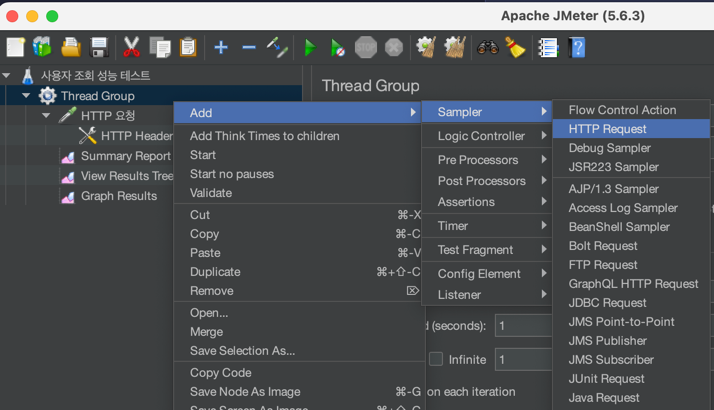 Apache JMeter (5.6.3)
STOP
사용자 조회 성능 테스트
Thread Group
HTTP 요청
HTTP Header
Summary Report
View Results Tree
Graph Results
Thread Group
Add
Add Think Times to children
Start
Start no pauses
Validate
Cut ⌘-X
Copy ⌘-C
Paste ⌘-V
Duplicate ⌘+⇧-C
Remove ⌦
Open...
Merge
Save Selection As...
Copy Code
Save Node As Image ⌘-G
Save Screen As Image ⌘+⇧-G
Sampler
Logic Controller
Pre Processors
Post Processors
Assertions
Timer
Test Fragment
Config Element
Listener
Flow Control Action
HTTP Request
Debug Sampler
JSR223 Sampler
AJP/1.3 Sampler
Access Log Sampler
BeanShell Sampler
Bolt Request
FTP Request
GraphQL HTTP Request
JDBC Request
JMS Point-to-Point
JMS Publisher
JMS Subscriber
JUnit Request
Java Request
d (seconds): 1
Infinite 1
on each iteration